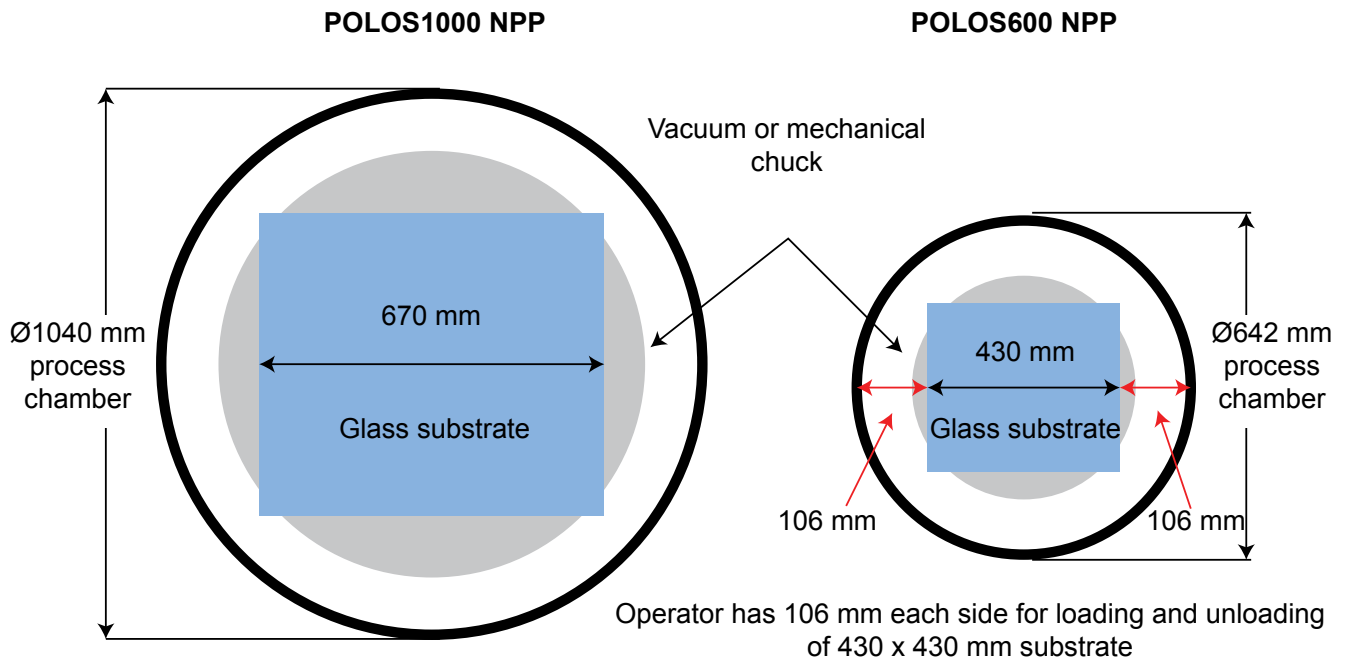 POLOS1000 NPP
POLOS600 NPP
Vacuum or mechanical
chuck
Ø1040 mm
process
chamber
670 mm
Glass substrate
430 mm
Glass substrate
Ø642 mm
process
chamber
106 mm
106 mm
Operator has 106 mm each side for loading and unloading
of 430 x 430 mm substrate